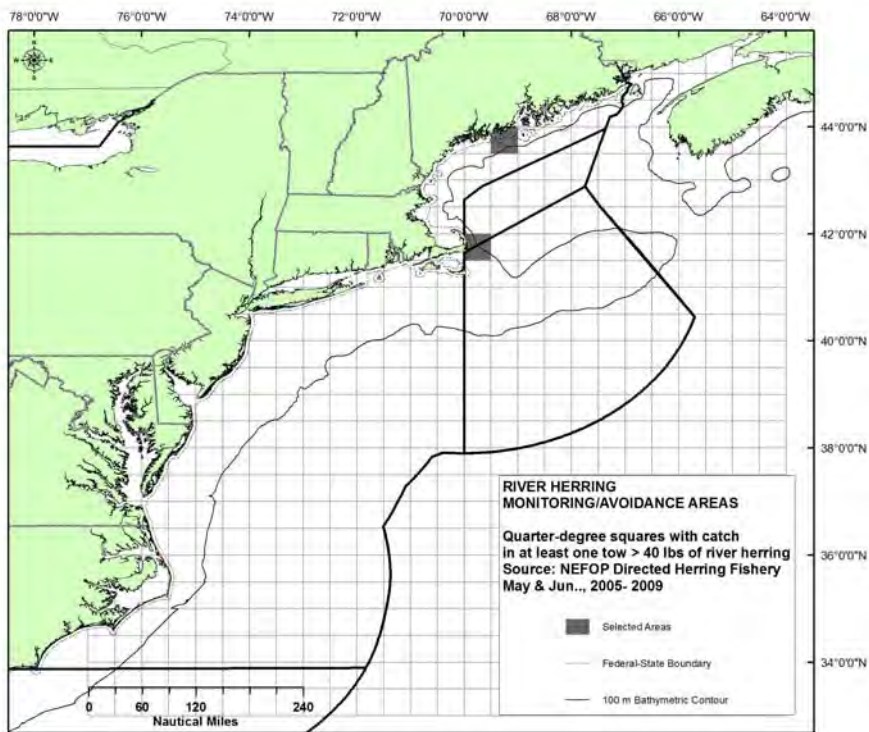 78°0'0"W 76°0'0"W 74°0'0"W 72°0'0"W 70°0'0"W 68°0'0"W 66°0'0"W 64°0'0"W
N
W E
S
44°0'0"N
42°0'0"N
40°0'0"N
38°0'0"N
RIVER HERRING
MONITORING/AVOIDANCE AREAS
Quarter-degree squares with catch
in at least one tow > 40 lbs of river herring
Source: NEFOP Directed Herring Fishery
May & Jun.., 2005- 2009
36°0'0"N
Selected Areas
Federal-State Boundary
34°0'0"N
100 m Bathymetric Contour
0 60 120 240
Nautical Miles